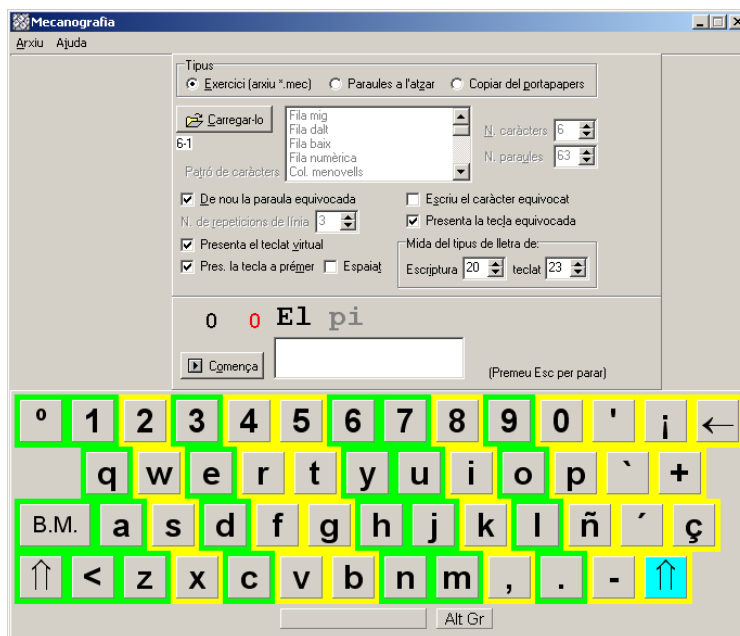 Mecanografia
Arxiu Ajuda
Tipus
Exercici (arxiu *.mec) Paraules a l'atzar Copiar del portapapers
Carregar-lo
6-1
Patró de caràcters
Fila mig
Fila dalt
Fila baix
Fila numèrica
Col. menovells
N. caràcters 6
N. paraules 63
De nou la paraula equivocada
Escriu el caràcter equivocat
N. de repeticions de línia 3
Presenta la tecla equivocada
Presenta el teclat virtual
Mida del tipus de lletra de:
Pres. la tecla a prémer Espaiat
Escriptura 20 teclat 23
0 0 El pi
Comença
(Premeu Esc per parar)
º 1 2 3 4 5 6 7 8 9 0 ' ¡ ←
q w e r t y u i o p ` +
B.M. a s d f g h j k l ñ ´ ç
⇑ < z x c v b n m , . - ⇑
Alt Gr